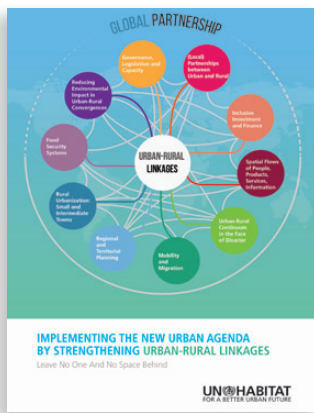 GLOBAL PARTNERSHIP
Governance,
Legislation and
Capacity
(Local)
Partnerships
between
Urban and Rural
Reducing
Environmental
Impact in
Urban-Rural
Convergences
Inclusive
Investment
and Finance
Food
Security
Systems
URBAN-RURAL
LINKAGES
Spatial Flows
of People,
Products,
Services,
Information
Rural
Urbanization:
Small and
Intermediate
Towns
Urban-Rural
Continuum
in the Face
of Disaster
Regional
and
Territorial
Planning
Mobility
and
Migration
IMPLEMENTING THE NEW URBAN AGENDA
BY STRENGTHENING URBAN-RURAL LINKAGES
Leave No One And No Space Behind
UN HABITAT
FOR A BETTER URBAN FUTURE